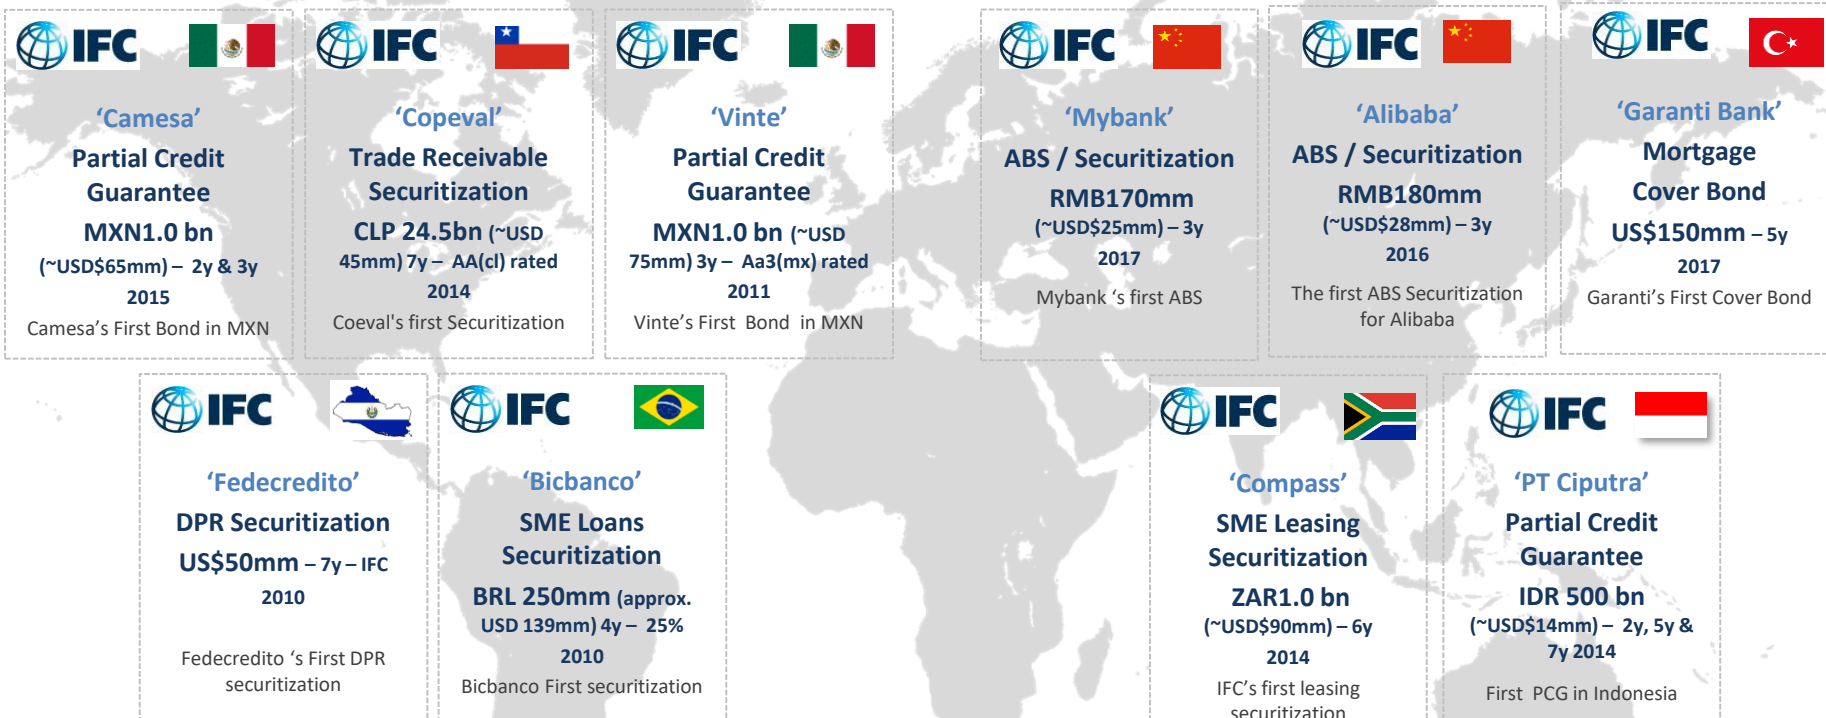 IFC
‘Camesa’
Partial Credit
Guarantee
MXN1.0 bn
(~USD$65mm) – 2y & 3y
2015
Camesa’s First Bond in MXN
IFC
‘Copeval’
Trade Receivable
Securitization
CLP 24.5bn (~USD
45mm) 7y – AA(cl) rated
2014
Coeval's first Securitization
IFC
‘Vinte’
Partial Credit
Guarantee
MXN1.0 bn (~USD
75mm) 3y – Aa3(mx) rated
2011
Vinte’s First Bond in MXN
IFC
‘Mybank’
ABS / Securitization
RMB170mm
(~USD$25mm) – 3y
2017
Mybank ‘s first ABS
IFC
‘Alibaba’
ABS / Securitization
RMB180mm
(~USD$28mm) – 3y
2016
The first ABS Securitization
for Alibaba
IFC
‘Garanti Bank’
Mortgage
Cover Bond
US$150mm – 5y
2017
Garanti’s First Cover Bond
IFC
‘Fedecredito’
DPR Securitization
US$50mm – 7y – IFC
2010
Fedecredito ‘s First DPR
securitization
IFC
‘Bicbanco’
SME Loans
Securitization
BRL 250mm (approx.
USD 139mm) 4y – 25%
2010
Bicbanco First securitization
IFC
‘Compass’
SME Leasing
Securitization
ZAR1.0 bn
(~USD$90mm) – 6y
2014
IFC’s first leasing
securitization
IFC
‘PT Ciputra’
Partial Credit
Guarantee
IDR 500 bn
(~USD$14mm) – 2y, 5y &
7y 2014
First PCG in Indonesia